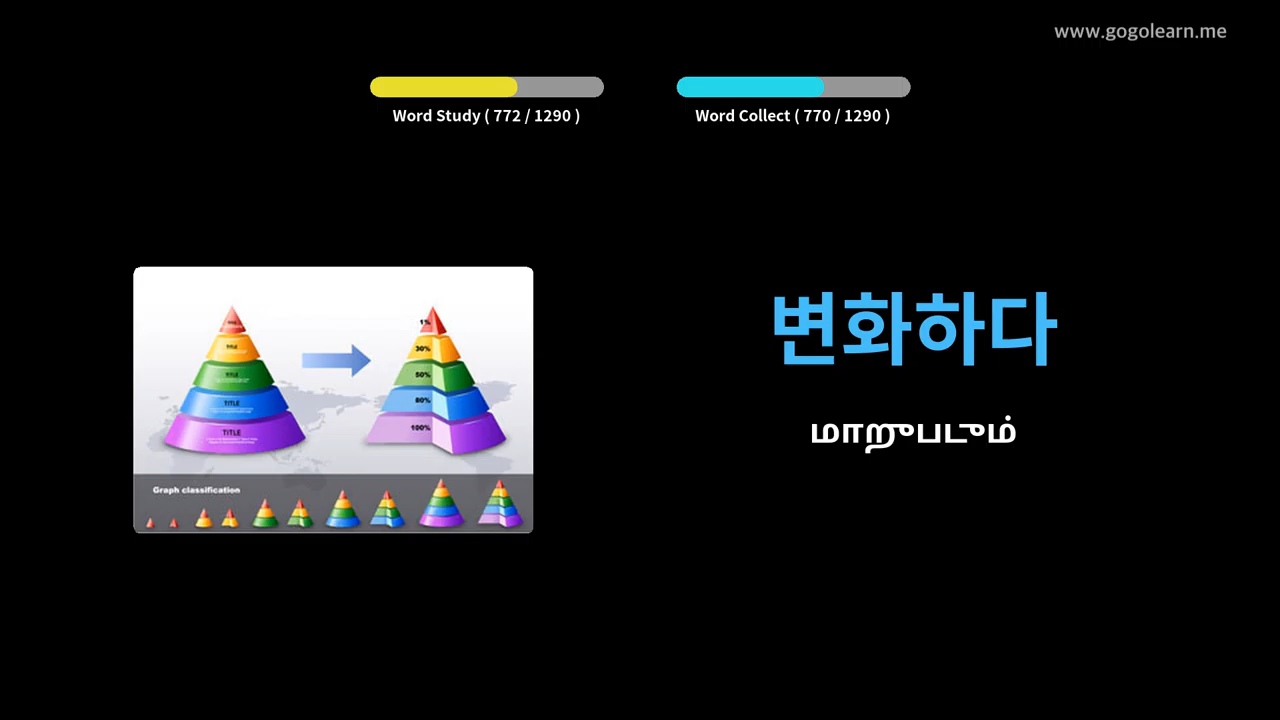 www.gogolearn.me
Word Study ( 772 / 1290 )
Word Collect ( 770 / 1290 )
변화하다
மாறுபடும்
TITLE
TITLE
TITLE
TITLE
1%
30%
50%
80%
100%
Graph classification